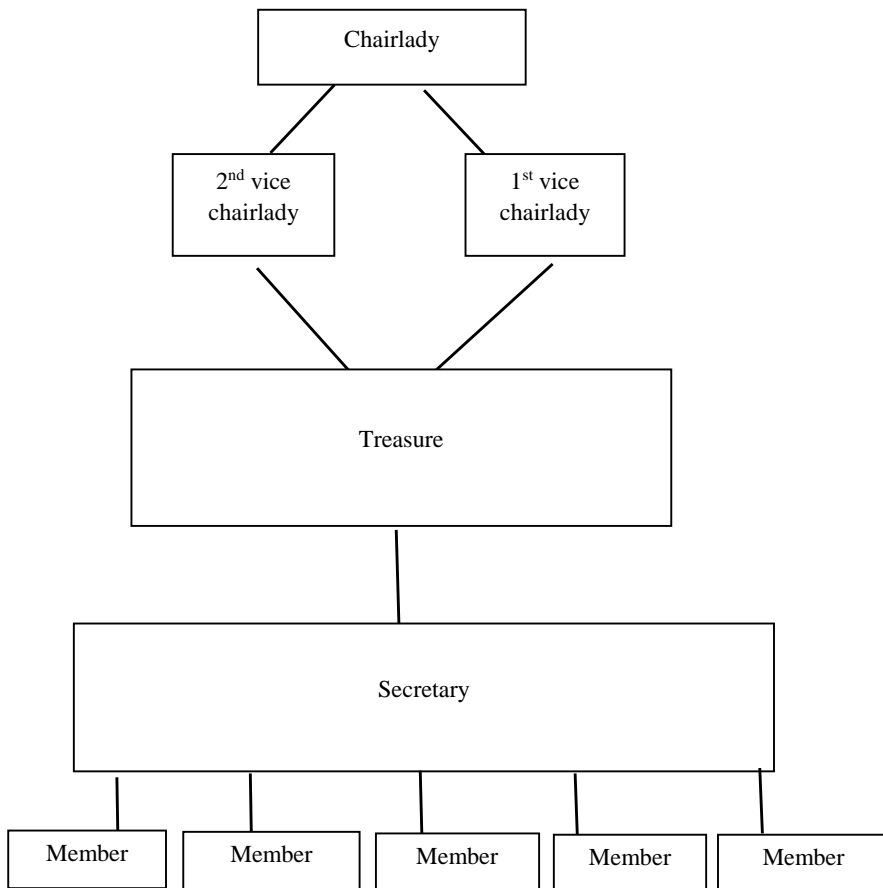 Chairlady
2nd vice
chairlady
1st vice
chairlady
Treasure
Secretary
Member
Member
Member
Member
Member